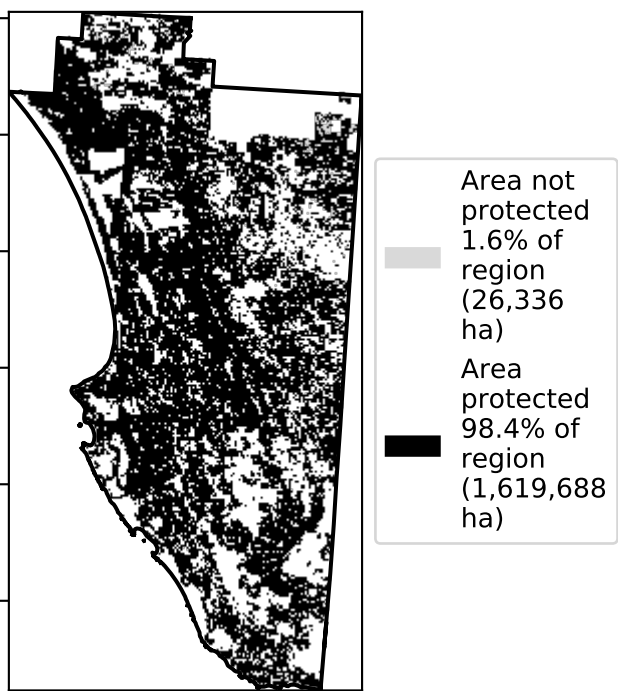 Area not
protected
1.6% of
region
(26,336
ha)
Area
protected
98.4% of
region
(1,619,688
ha)